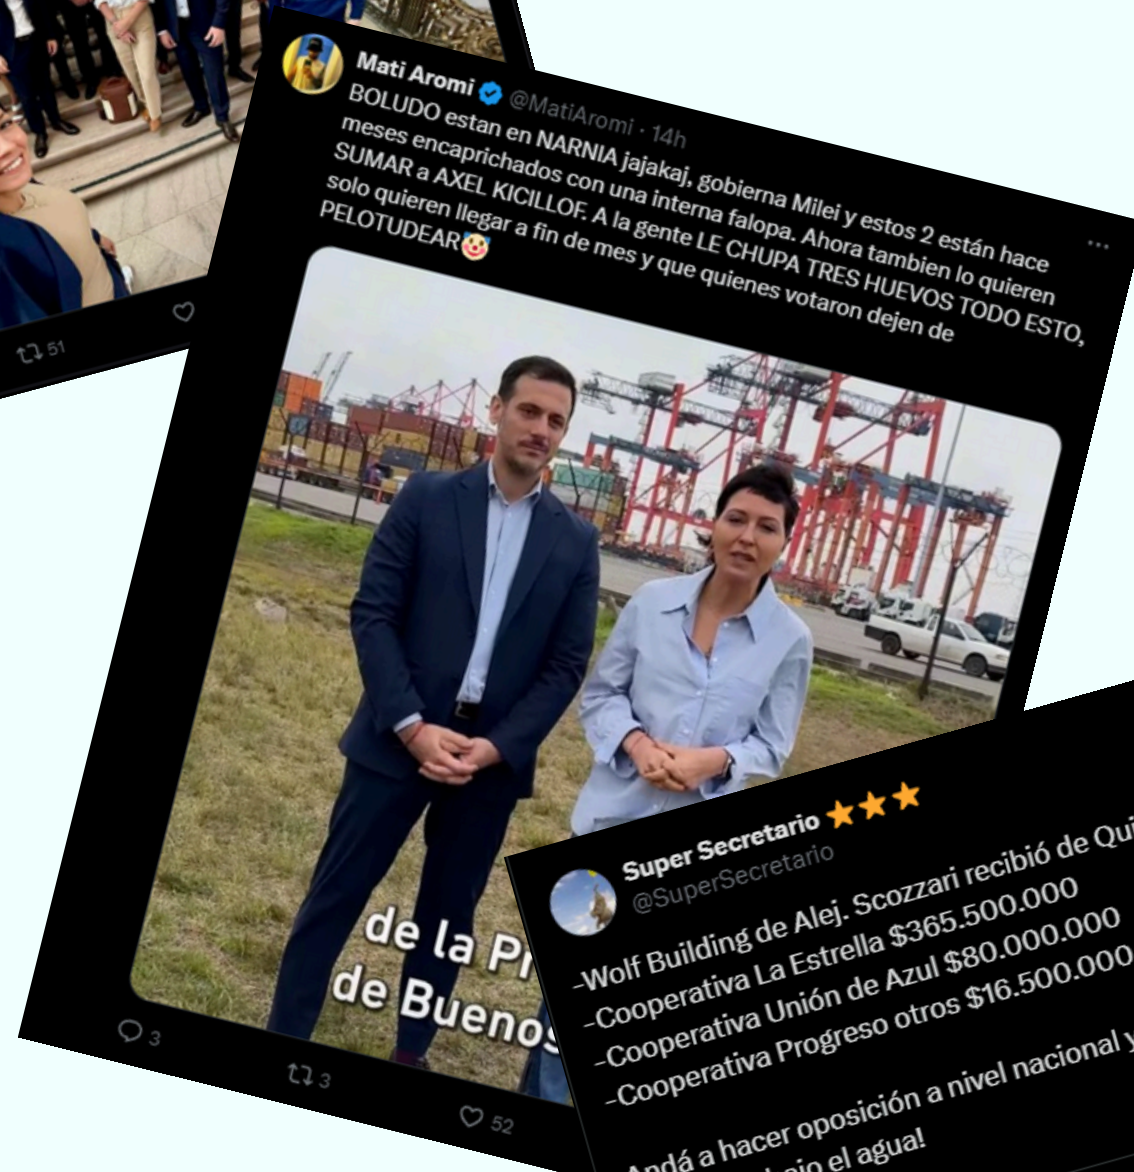 51
Mati Aromi @MatiAromi · 14h
BOLUDO estan en NARNIA jajakaj, gobierna Milei y estos 2 están hace
meses encaprichados con una interna falopa. Ahora tambien lo quieren
SUMAR a AXEL KICILLOF. A la gente LE CHUPA TRES HUEVOS TODO ESTO,
solo quieren llegar a fin de mes y que quienes votaron dejen de
PELOTUDEAR🤡
de la Pr
de Buenos
3
3
52
Super Secretario ⭐⭐⭐
@SuperSecretario
-Wolf Building de Alej. Scozzari recibió de Qui
-Cooperativa La Estrella $365.500.000
-Cooperativa Unión de Azul $80.000.000
-Cooperativa Progreso otros $16.500.000
Andá a hacer oposición a nivel nacional y
bajo el agua!